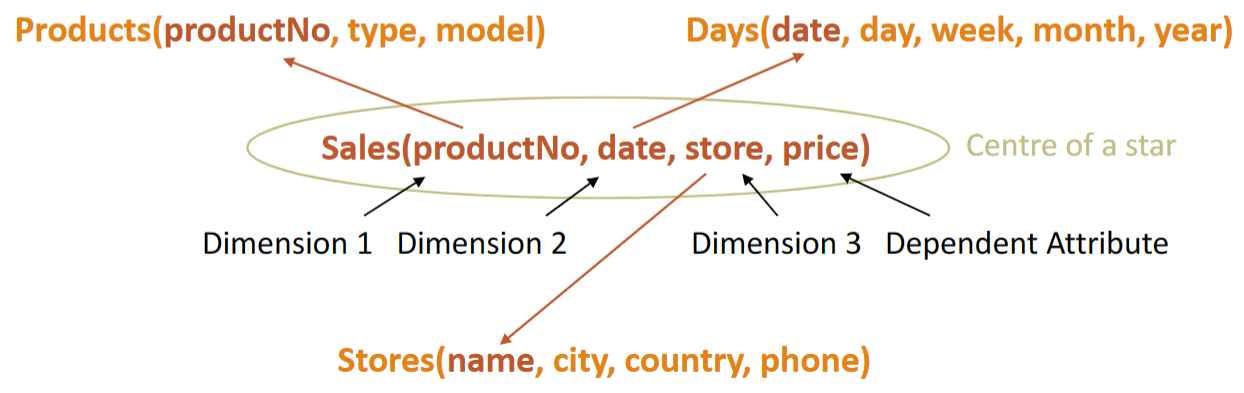 Products(productNo, type, model)
Days(date, day, week, month, year)
Sales(productNo, date, store, price)
Centre of a star
Dimension 1
Dimension 2
Dimension 3
Dependent Attribute
Stores(name, city, country, phone)